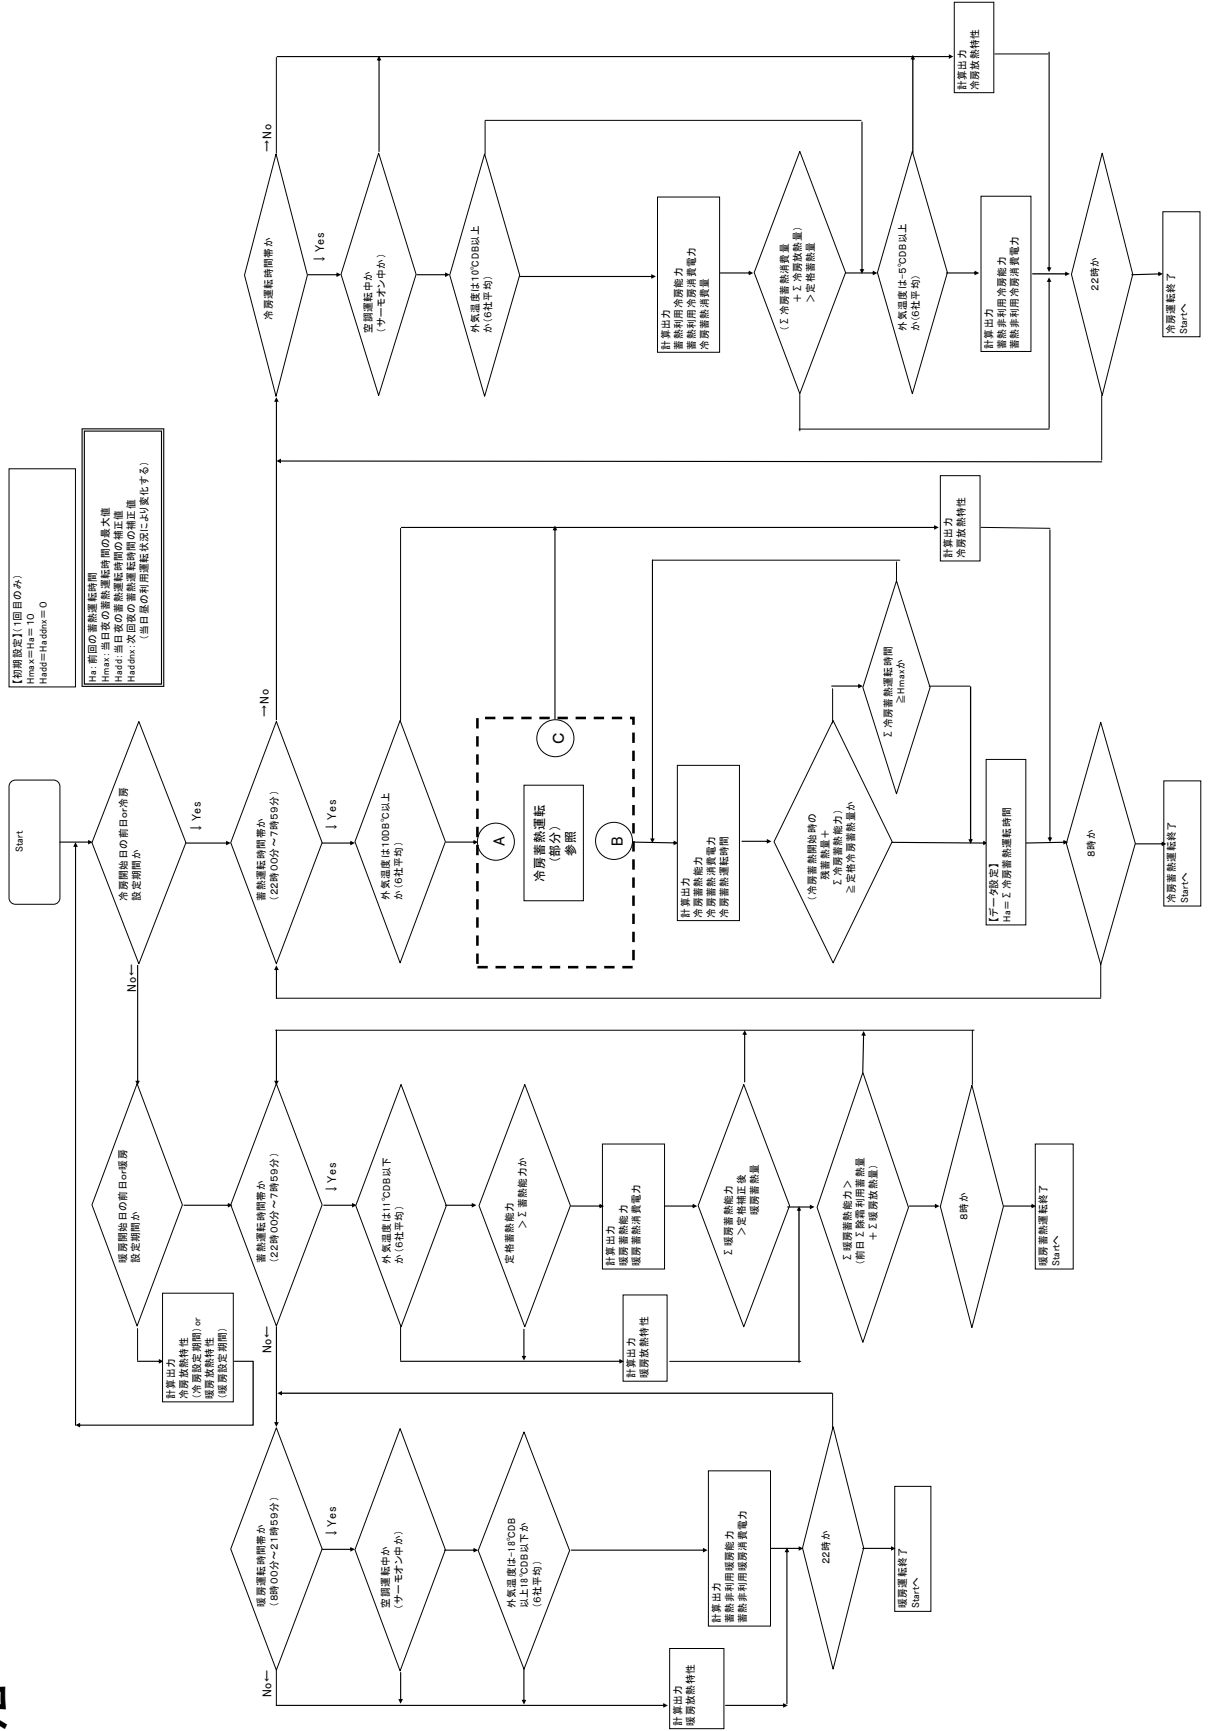 Start
【初期設定】(1回目のみ)
Hmax＝Ha＝10
Hadd＝Haddnx＝0
Ha：前回の蓄熱運転時間
Hmax：当日夜の蓄熱運転時間の最大値
Hadd：当日夜の蓄熱運転時間の補正値
Haddnx：次回夜の蓄熱運転時間の補正値
(当日昼の利用運転状況により変化する)
冷房開始日の前日or冷房
設定期間か
No←
↓Yes
暖房開始日の前日or暖房
設定期間か
計算出力
冷房放熱特性
(冷房設定期間)or
暖房放熱特性
(暖房設定期間)
暖房運転時間帯か
(8時00分～21時59分)
No←
↓Yes
空調運転中か
(サーモオン中か)
外気温度は-18℃DB
以上18℃DB以下か
(6社平均)
計算出力
暖房放熱特性
計算出力
蓄熱非利用暖房能力
蓄熱非利用暖房消費電力
22時か
暖房運転終了
Startへ
蓄熱運転時間帯か
(22時00分～7時59分)
No←
↓Yes
外気温度は11℃DB以下
か(6社平均)
定格蓄熱能力
＞Σ蓄熱能力か
計算出力
暖房蓄熱能力
暖房蓄熱消費電力
計算出力
暖房放熱特性
Σ暖房蓄熱能力
＞定格補正後
暖房蓄熱量
Σ暖房蓄熱能力＞
(前日Σ除霜利用蓄熱量
＋Σ暖房放熱量)
8時か
暖房蓄熱運転終了
Startへ
蓄熱運転時間帯か
(22時00分～7時59分)
→No
↓Yes
外気温度は10DB℃以上
か(6社平均)
A
冷房蓄熱運転
(部分)
参照
C
B
計算出力
冷房蓄熱能力
冷房蓄熱消費電力
冷房蓄熱運転時間
(冷房蓄熱開始時の
残蓄熱量＋
Σ冷房蓄熱能力)
≧定格冷房蓄熱量か
Σ冷房蓄熱運転時間
≧Hmaxか
計算出力
冷房放熱特性
【データ設定】
Ha＝Σ冷房蓄熱運転時間
8時か
冷房蓄熱運転終了
Startへ
冷房運転時間帯か
→No
↓Yes
空調運転中か
(サーモオン中か)
外気温度は10℃DB以上
か(6社平均)
計算出力
蓄熱利用冷房能力
蓄熱利用冷房消費電力
冷房蓄熱消費量
(Σ冷房蓄熱消費量
＋Σ冷房放熱量)
＞定格蓄熱量
外気温度は-5℃DB以上
か(6社平均)
計算出力
冷房放熱特性
計算出力
蓄熱非利用冷房能力
蓄熱非利用冷房消費電力
22時か
冷房運転終了
Startへ